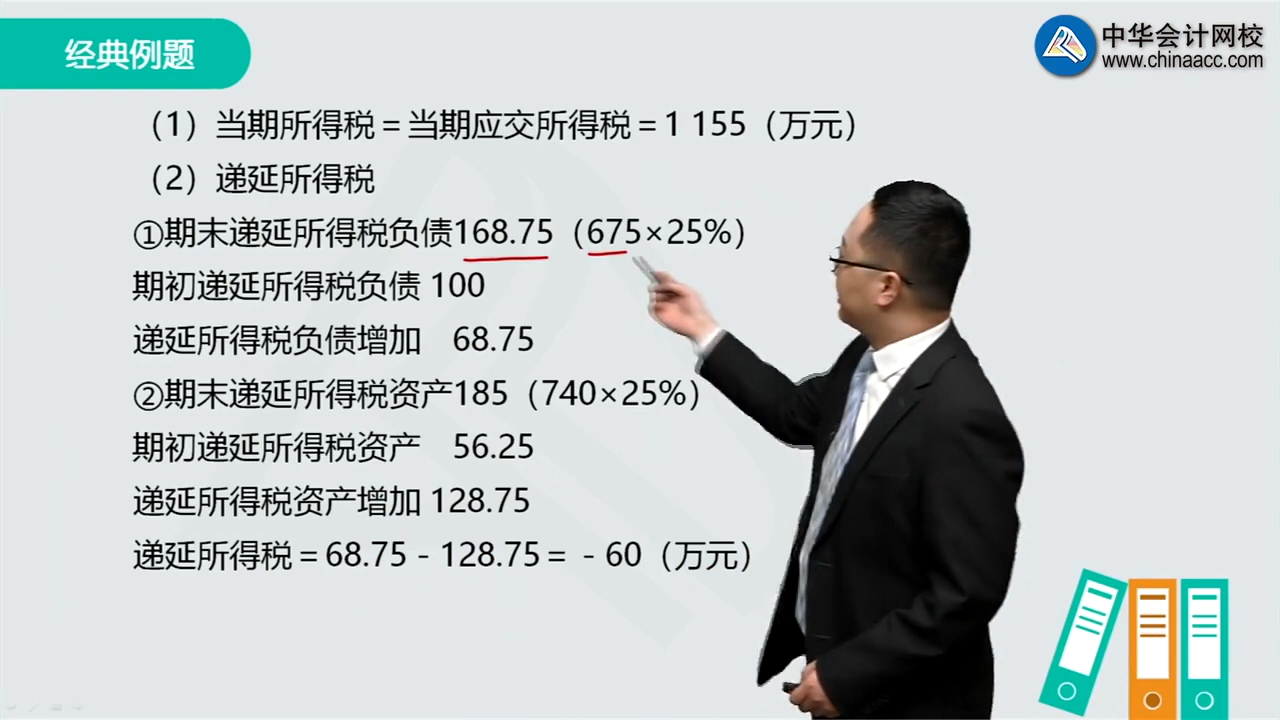 经典例题
中华会计网校
www.chinaacc.com
（1）当期所得税＝当期应交所得税＝1 155（万元）
（2）递延所得税
①期末递延所得税负债168.75（675×25%）
期初递延所得税负债 100
递延所得税负债增加 68.75
②期末递延所得税资产185（740×25%）
期初递延所得税资产 56.25
递延所得税资产增加 128.75
递延所得税＝68.75－128.75＝－60（万元）